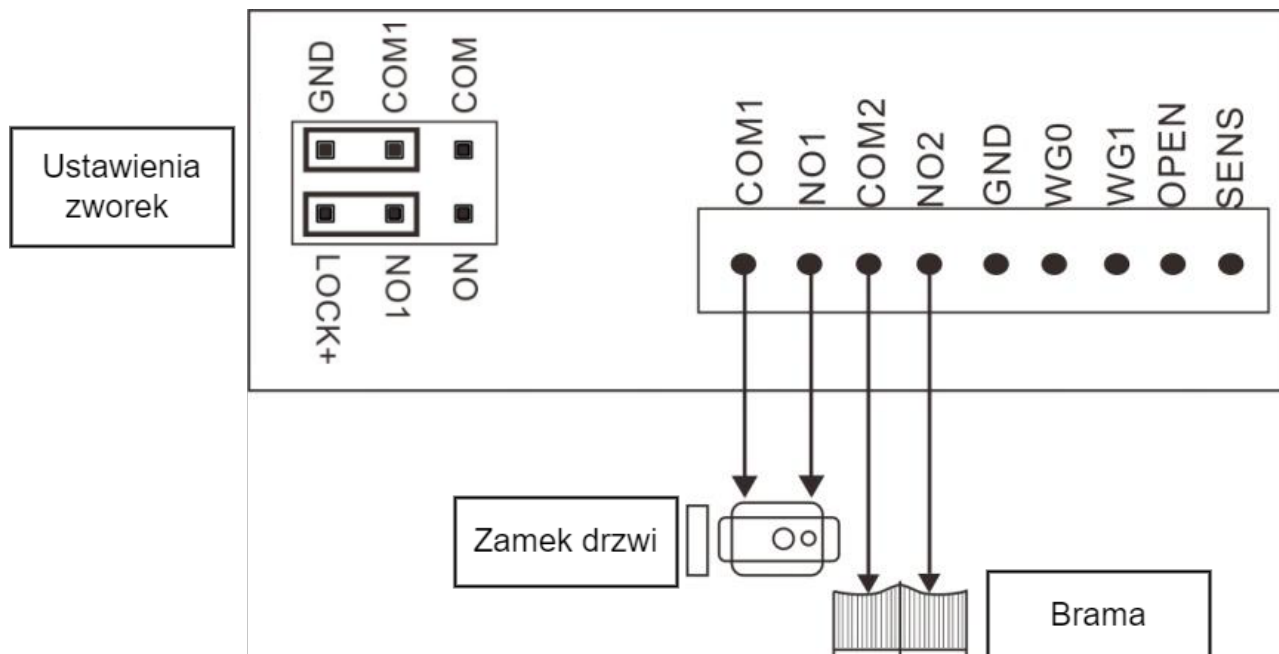 GND
COM1
COM
Ustawienia
zworek
LOCK+
NO1
NO
COM1
NO1
COM2
NO2
GND
WG0
WG1
OPEN
SENS
Zamek drzwi
Brama